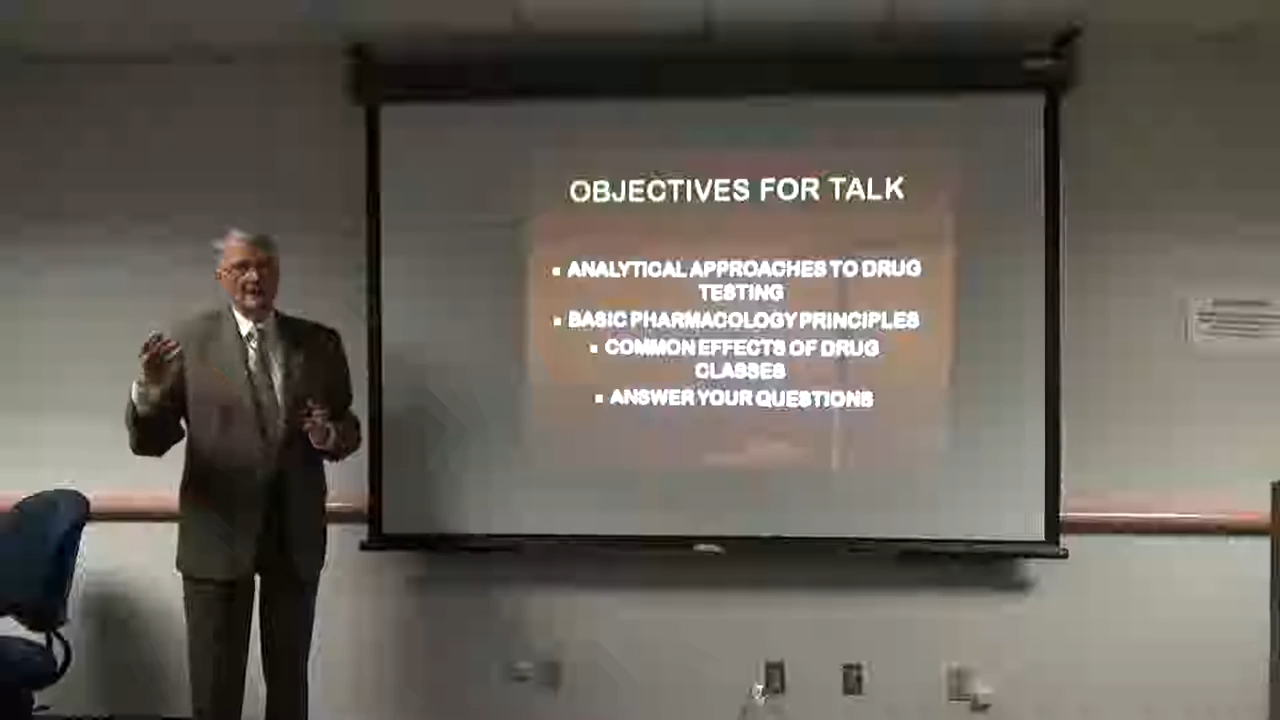 OBJECTIVES FOR TALK
▪ ANALYTICAL APPROACHES TO DRUG
TESTING
▪ BASIC PHARMACOLOGY PRINCIPLES
▪ COMMON EFFECTS OF DRUG
CLASSES
▪ ANSWER YOUR QUESTIONS